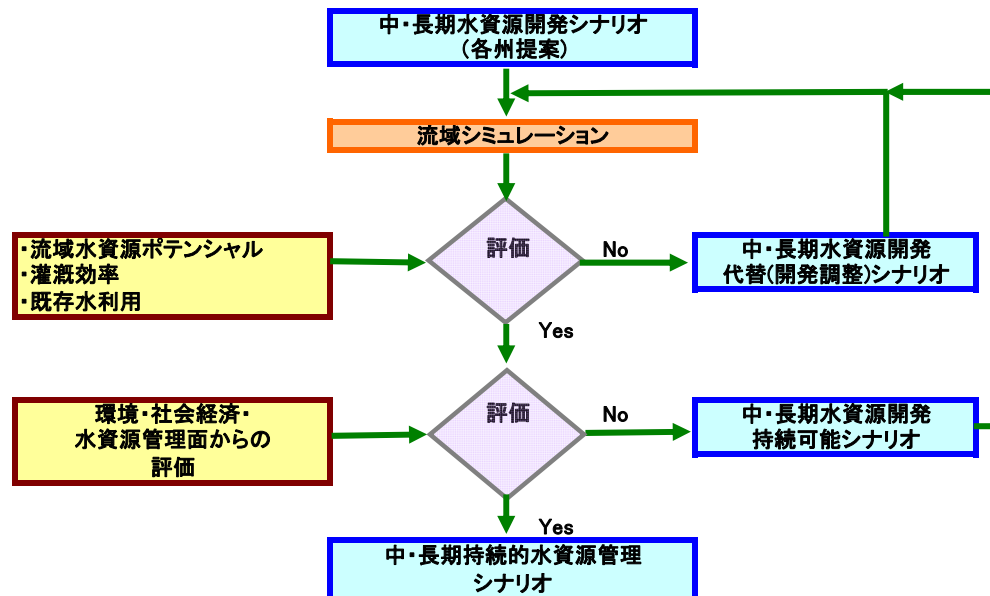 中・長期水資源開発シナリオ
(各州提案)
流域シミュレーション
・流域水資源ポテンシャル
・灌漑効率
・既存水利用
評価
No
中・長期水資源開発
代替(開発調整)シナリオ
Yes
環境・社会経済・
水資源管理面からの
評価
評価
No
中・長期水資源開発
持続可能シナリオ
Yes
中・長期持続的水資源管理
シナリオ